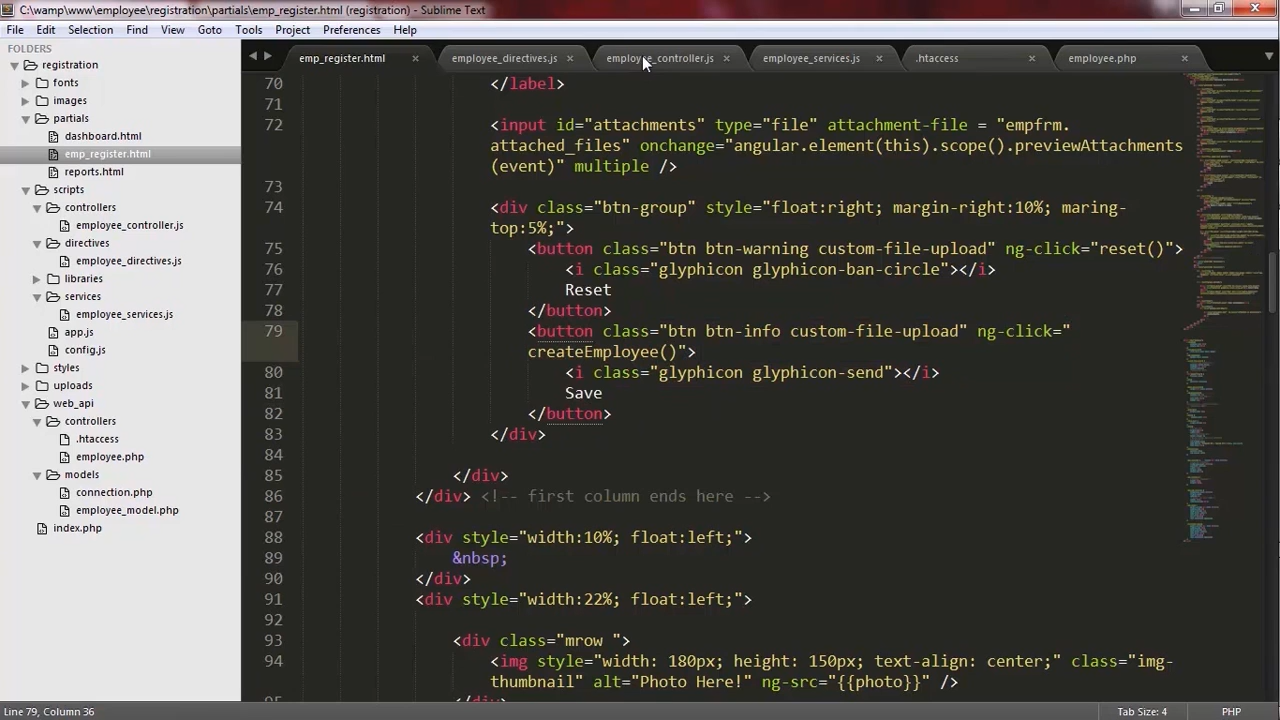 C:\wamp\www\employee\registration\partials\emp_register.html (registration) - Sublime Text
File Edit Selection Find View Goto Tools Project Preferences Help
FOLDERS
registration
fonts
images
partials
dashboard.html
emp_register.html
reports.html
scripts
controllers
employee_controller.js
directives
employee_directives.js
libraries
services
employee_services.js
app.js
config.js
styles
uploads
web_api
controllers
.htaccess
employee.php
models
connection.php
employee_model.php
index.php
emp_register.html × employee_directives.js × employee_controller.js × employee_services.js × .htaccess × employee.php ×
70 </label>
71
72 <input id="attachments" type="file" attachment-file = "empfrm.
attached_files" onchange="angular.element(this).scope().previewAttachments
(event)" multiple />
73
74 <div class="btn-group" style="float:right; margin-right:10%; maring-
top:5%;">
75 <button class="btn btn-warning custom-file-upload" ng-click="reset()">
76 <i class="glyphicon glyphicon-ban-circle"></i>
77 Reset
78 </button>
79 <button class="btn btn-info custom-file-upload" ng-click="
createEmployee()">
80 <i class="glyphicon glyphicon-send"></i>
81 Save
82 </button>
83 </div>
84
85 </div>
86 </div> <!-- first column ends here -->
87
88 <div style="width:10%; float:left;">
89 &nbsp;
90 </div>
91 <div style="width:22%; float:left;">
92
93 <div class="mrow ">
94 <img style="width: 180px; height: 150px; text-align: center;" class="img-
thumbnail" alt="Photo Here!" ng-src="{{photo}}" />
Line 79, Column 36
Tab Size: 4
PHP